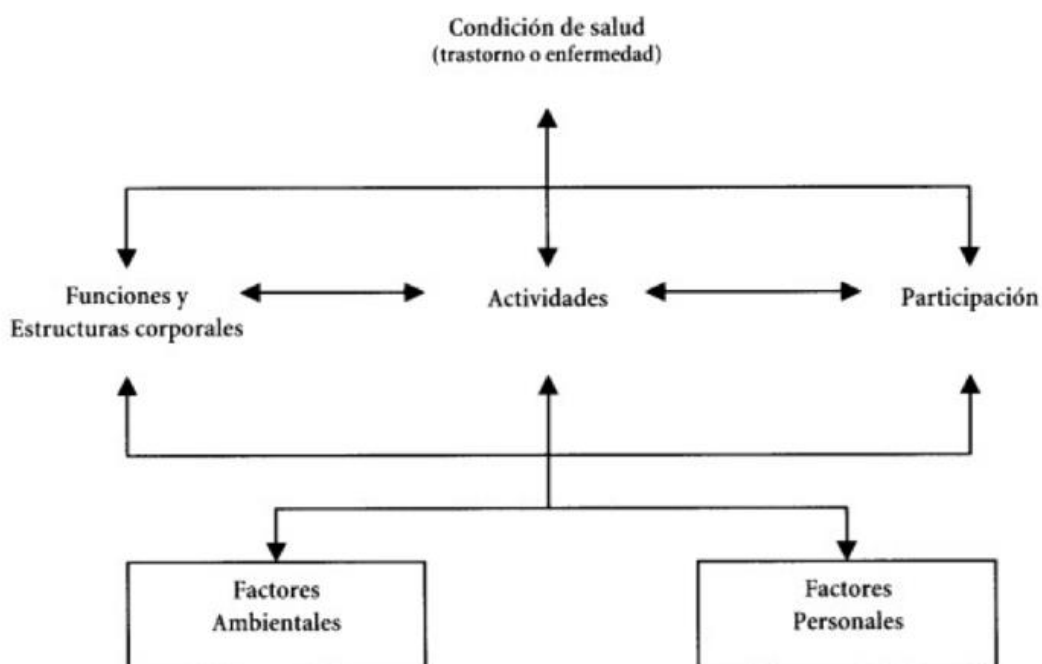 Condición de salud
(trastorno o enfermedad)
Funciones y
Estructuras corporales
Actividades
Participación
Factores
Ambientales
Factores
Personales